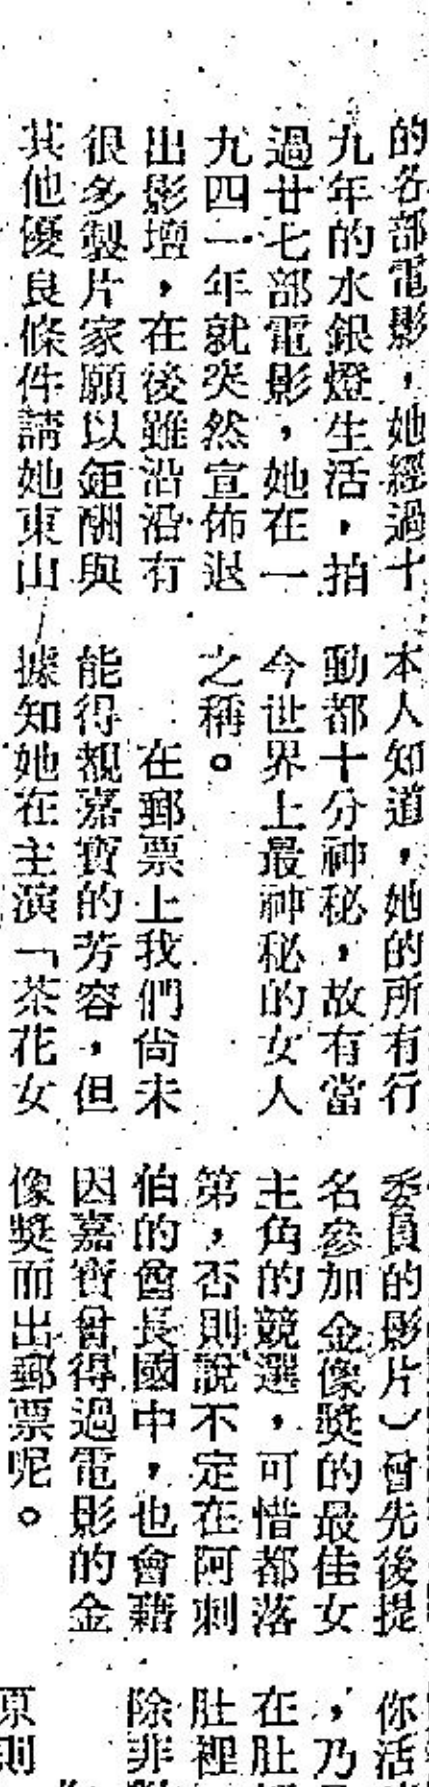 的各部電影，她經過十
九年的水銀燈生活，拍
過廿七部電影，她在一
九四一年就突然宣佈退
出影壇，在後雖沿沿有
很多製片家願以鉅酬與
其他優良條件請她東山
本人知道，她的所有行
動都十分神秘，故有當
今世界上最神秘的女人
之稱。
在郵票上我們尙未
能得覩嘉寶的芳容，但
據知她在主演「茶花女
委員的影片）曾先後提
名參加金像獎的最佳女
主角的競選，可惜都落
第，否則說不定在阿刺
伯的酋長國中，也會藉
因嘉寶曾得過電影的金
像獎而出郵票呢。
你活
，乃
在肚
肚裡
除非
原則